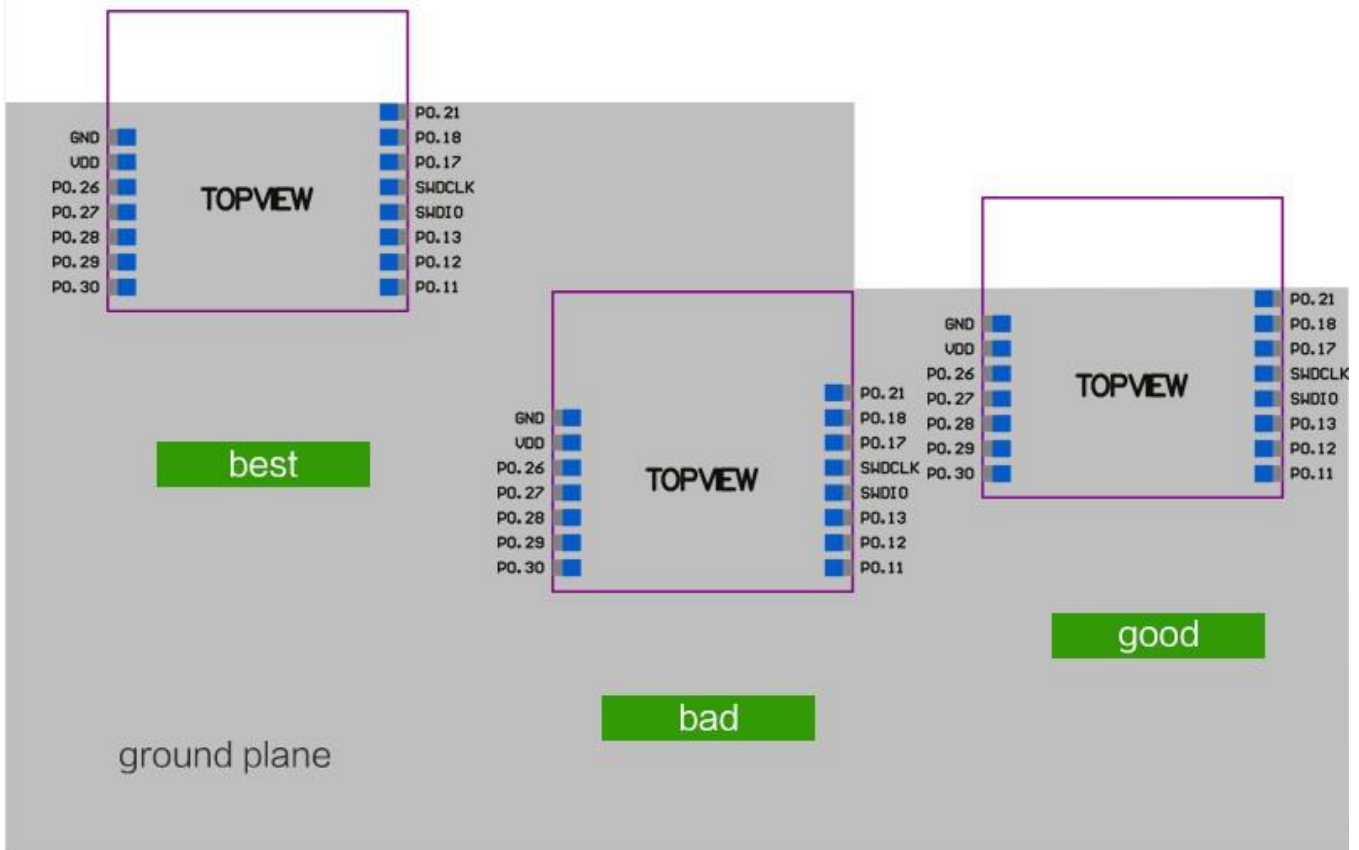 P0.21
GND
P0.18
VDD
P0.17
P0.26
SWDCLK
TOPVIEW
P0.27
SWDIO
P0.28
P0.13
P0.29
P0.12
P0.30
P0.11
best
P0.21
GND
P0.18
VDD
P0.17
P0.26
SWDCLK
TOPVIEW
P0.27
SWDIO
P0.28
P0.13
P0.29
P0.12
P0.30
P0.11
bad
P0.21
GND
P0.18
VDD
P0.17
P0.26
SWDCLK
TOPVIEW
P0.27
SWDIO
P0.28
P0.13
P0.29
P0.12
P0.30
P0.11
good
ground plane